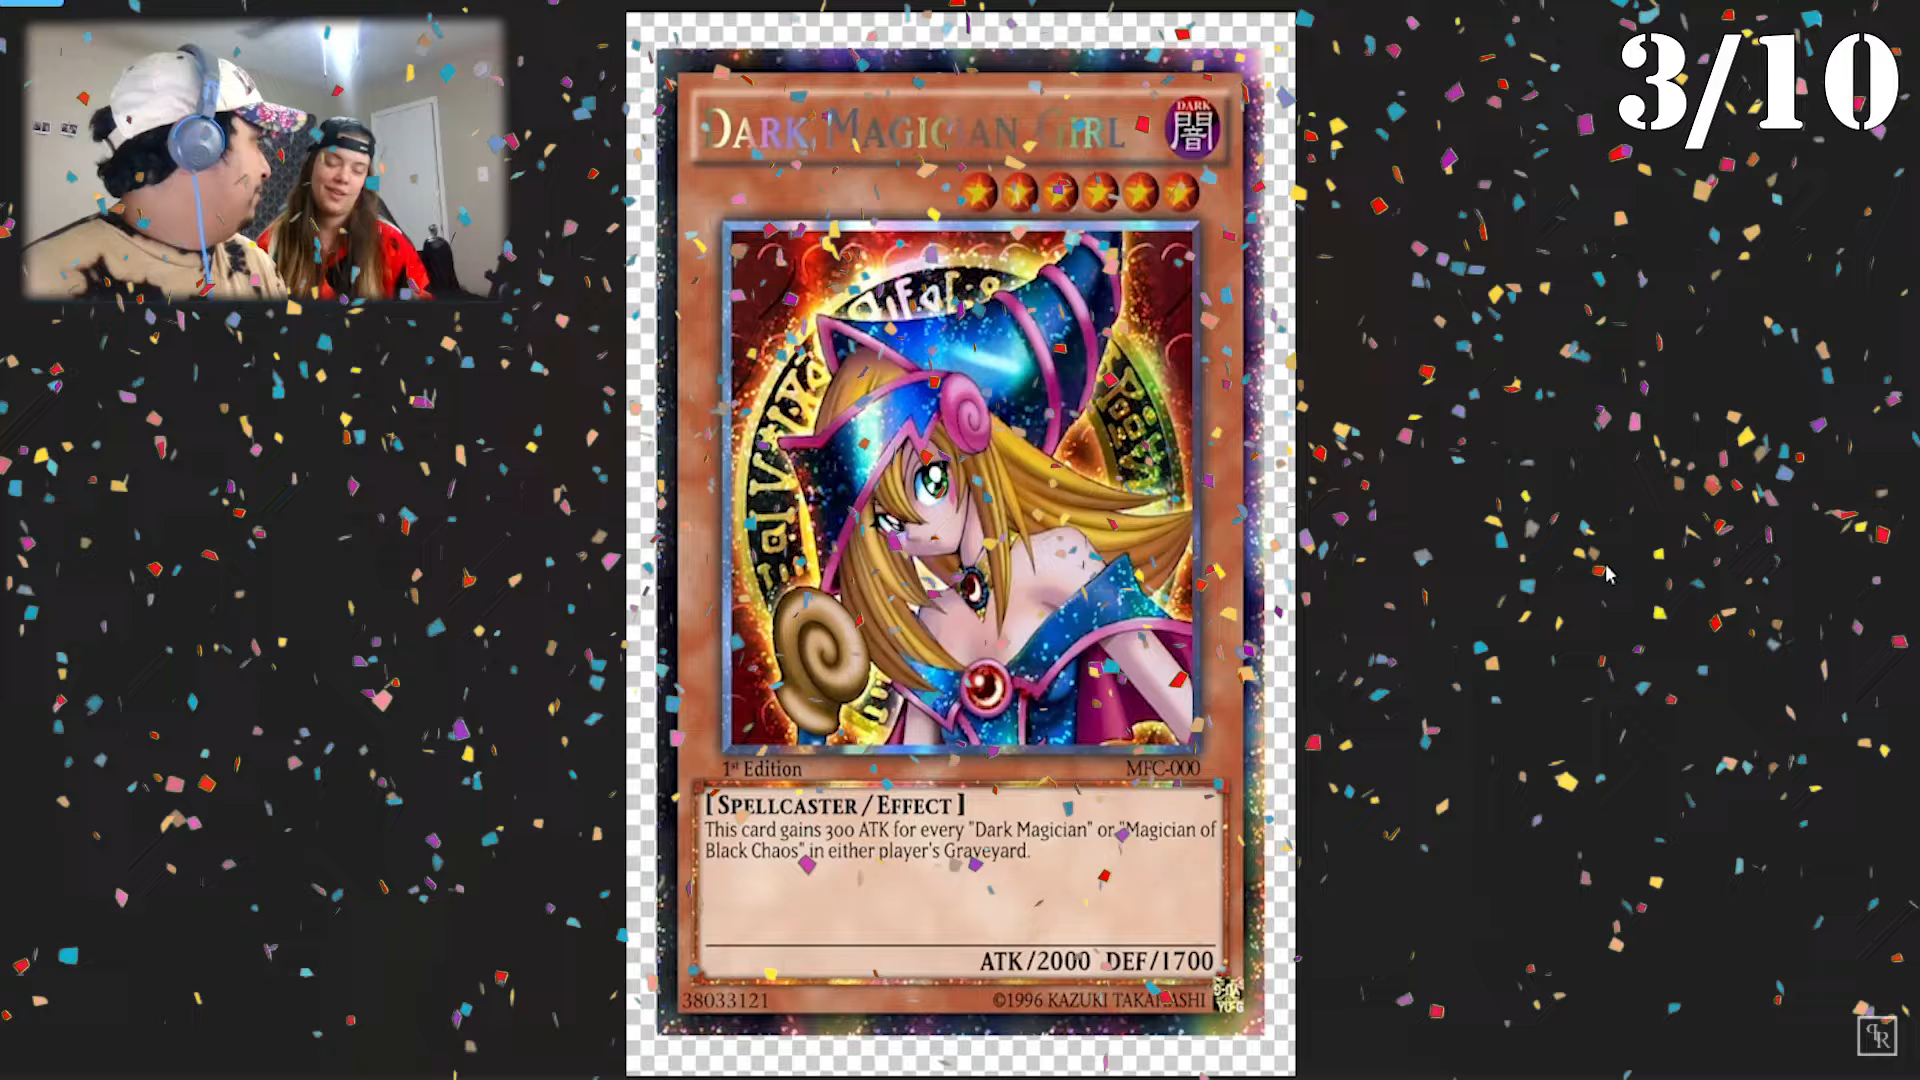 3/10
DARK MAGICIAN GIRL
DARK
闇
1st Edition
MFC-000
[ SPELLCASTER / EFFECT ]
This card gains 300 ATK for every "Dark Magician" or "Magician of
Black Chaos" in either player's Graveyard.
ATK/2000 DEF/1700
38033121
©1996 KAZUKI TAKAHASHI